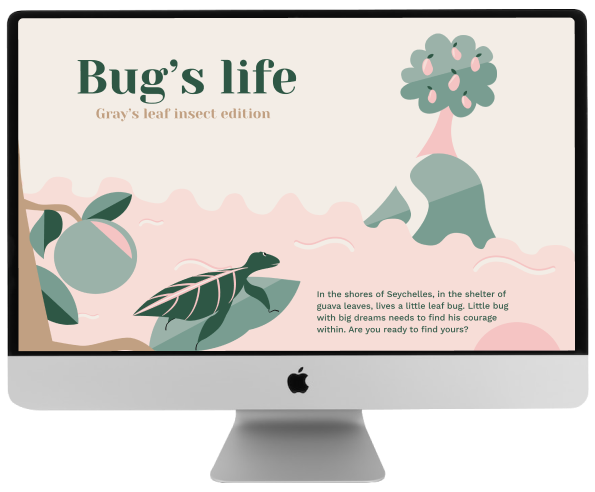 Bug's life
Gray's leaf insect edition
In the shores of Seychelles, in the shelter of
guava leaves, lives a little leaf bug. Little bug
with big dreams needs to find his courage
within. Are you ready to find yours?